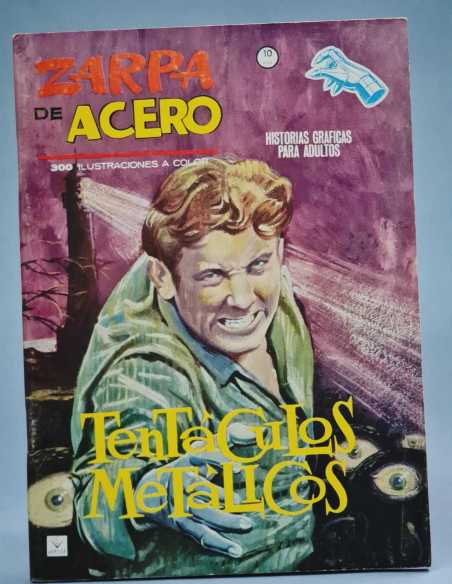 ZARPA
DE ACERO
10
HISTORIAS GRAFICAS
PARA ADULTOS
300 ILUSTRACIONES A COLOR
TENTÁCULOS
METÁLICOS